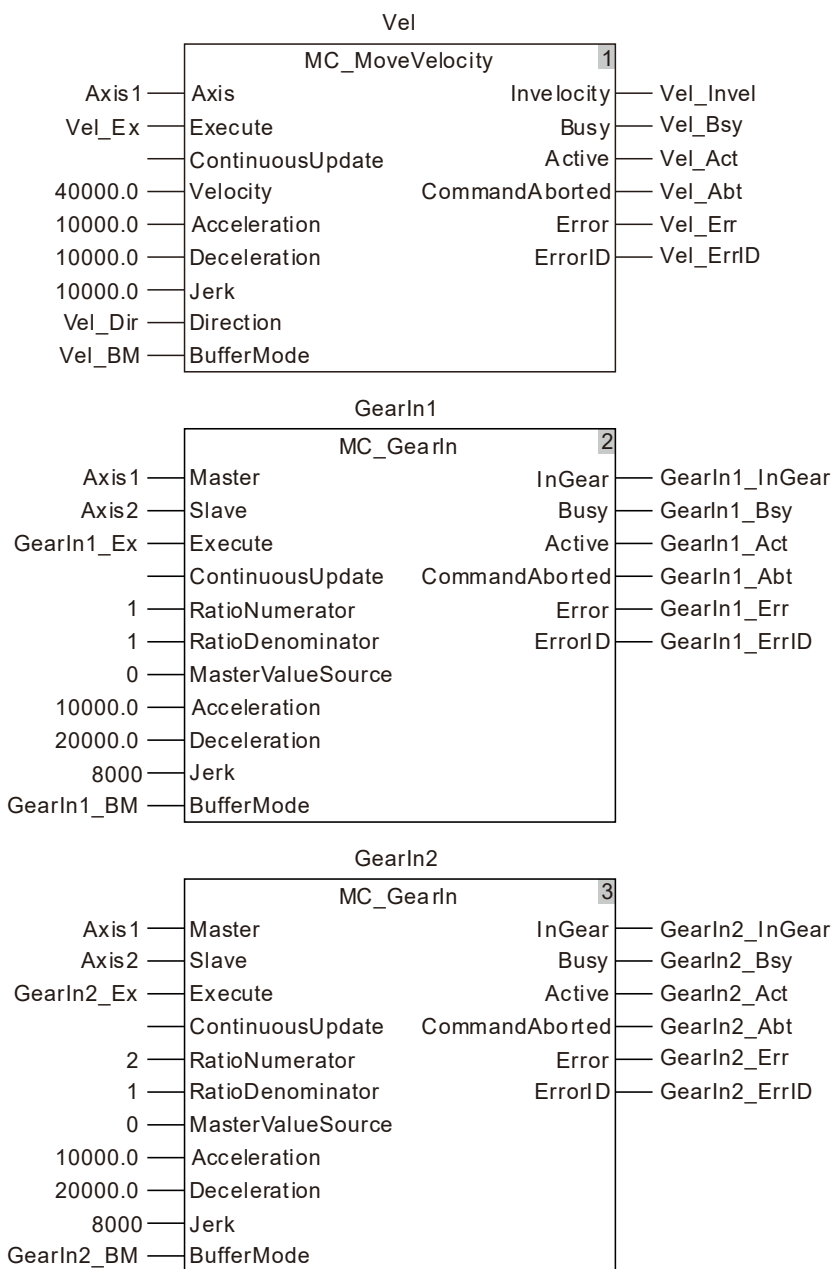 Vel
MC_MoveVelocity 1
Axis1 Axis Invelocity Vel_Invel
Vel_Ex Execute Busy Vel_Bsy
ContinuousUpdate Active Vel_Act
40000.0 Velocity CommandAborted Vel_Abt
10000.0 Acceleration Error Vel_Err
10000.0 Deceleration ErrorID Vel_ErrID
10000.0 Jerk
Vel_Dir Direction
Vel_BM BufferMode
GearIn1
MC_GearIn 2
Axis1 Master InGear GearIn1_InGear
Axis2 Slave Busy GearIn1_Bsy
GearIn1_Ex Execute Active GearIn1_Act
ContinuousUpdate CommandAborted GearIn1_Abt
1 RatioNumerator Error GearIn1_Err
1 RatioDenominator ErrorID GearIn1_ErrID
0 MasterValueSource
10000.0 Acceleration
20000.0 Deceleration
8000 Jerk
GearIn1_BM BufferMode
GearIn2
MC_GearIn 3
Axis1 Master InGear GearIn2_InGear
Axis2 Slave Busy GearIn2_Bsy
GearIn2_Ex Execute Active GearIn2_Act
ContinuousUpdate CommandAborted GearIn2_Abt
2 RatioNumerator Error GearIn2_Err
1 RatioDenominator ErrorID GearIn2_ErrID
0 MasterValueSource
10000.0 Acceleration
20000.0 Deceleration
8000 Jerk
GearIn2_BM BufferMode